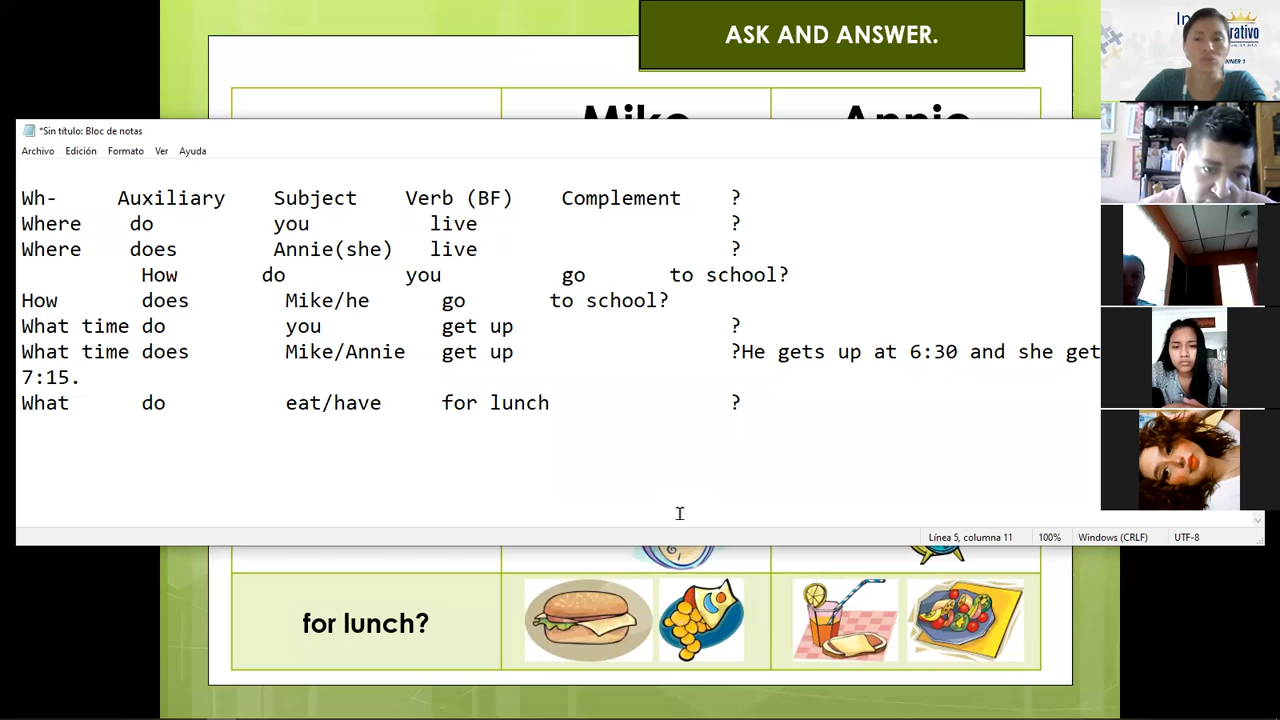 ASK AND ANSWER.
Mike Annie
*Sin título: Bloc de notas
Archivo Edición Formato Ver Ayuda
Wh- Auxiliary Subject Verb (BF) Complement ?
Where do you live ?
Where does Annie(she) live ?
How do you go to school?
How does Mike/he go to school?
What time do you get up ?
What time does Mike/Annie get up ?He gets up at 6:30 and she get
7:15.
What do eat/have for lunch ?
Línea 5, columna 11 100% Windows (CRLF) UTF-8
for lunch?